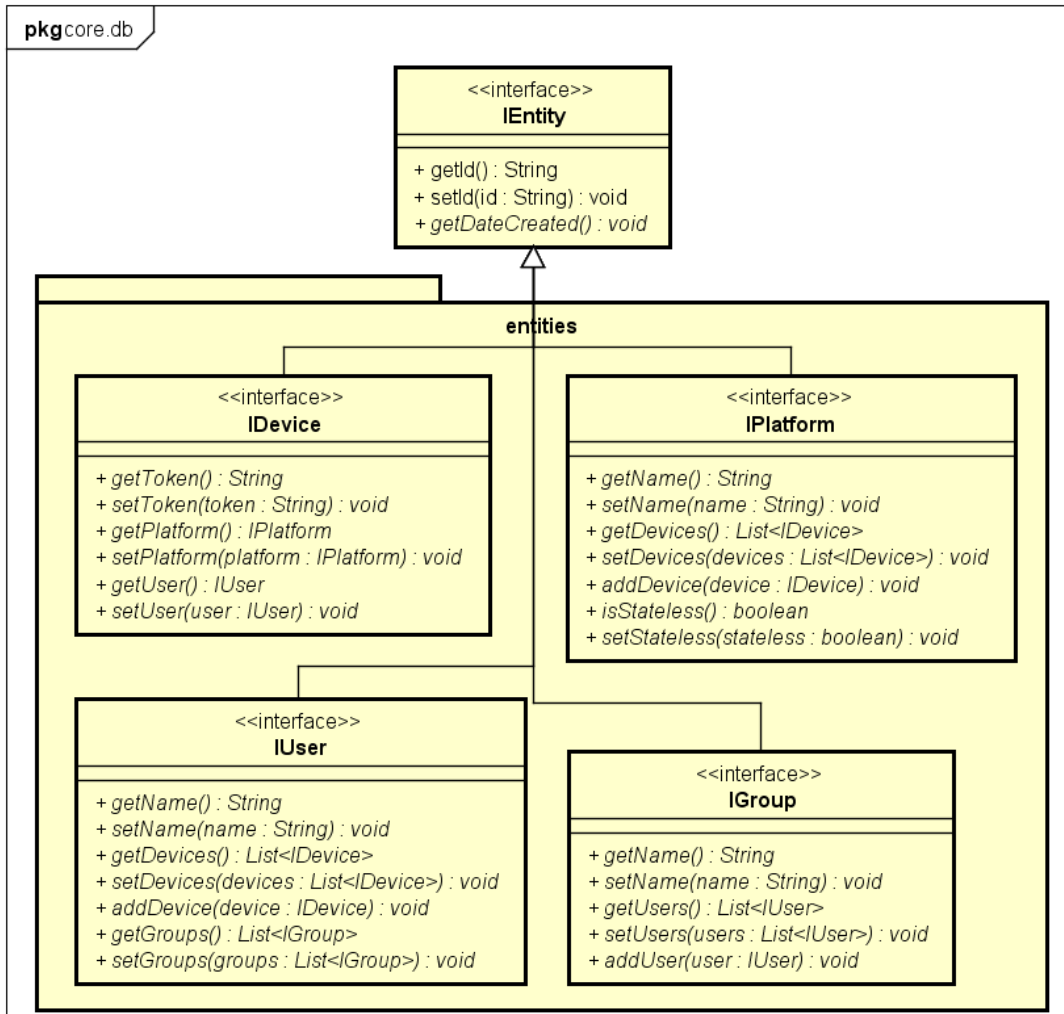 pkgcore.db
<<interface>>
IEntity
+ getId() : String
+ setId(id : String) : void
+ getDateCreated() : void
entities
<<interface>>
IDevice
+ getToken() : String
+ setToken(token : String) : void
+ getPlatform() : IPlatform
+ setPlatform(platform : IPlatform) : void
+ getUser() : IUser
+ setUser(user : IUser) : void
<<interface>>
IPlatform
+ getName() : String
+ setName(name : String) : void
+ getDevices() : List<IDevice>
+ setDevices(devices : List<IDevice>) : void
+ addDevice(device : IDevice) : void
+ isStateless() : boolean
+ setStateless(stateless : boolean) : void
<<interface>>
IUser
+ getName() : String
+ setName(name : String) : void
+ getDevices() : List<IDevice>
+ setDevices(devices : List<IDevice>) : void
+ addDevice(device : IDevice) : void
+ getGroups() : List<IGroup>
+ setGroups(groups : List<IGroup>) : void
<<interface>>
IGroup
+ getName() : String
+ setName(name : String) : void
+ getUsers() : List<IUser>
+ setUsers(users : List<IUser>) : void
+ addUser(user : IUser) : void